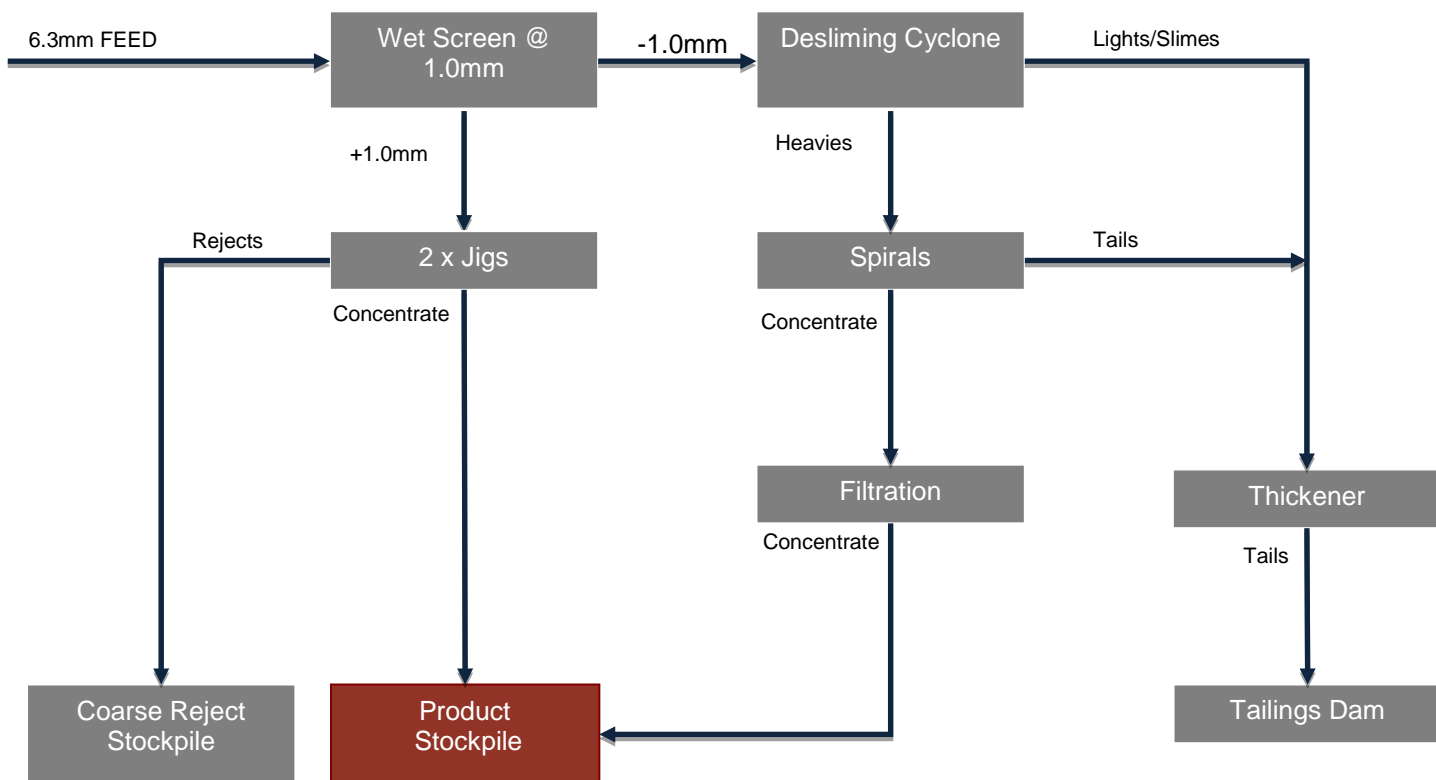 6.3mm FEED
Wet Screen @
1.0mm
-1.0mm
Desliming Cyclone
Lights/Slimes
+1.0mm
Heavies
Rejects
2 x Jigs
Spirals
Tails
Concentrate
Concentrate
Filtration
Thickener
Concentrate
Tails
Coarse Reject
Stockpile
Product
Stockpile
Tailings Dam